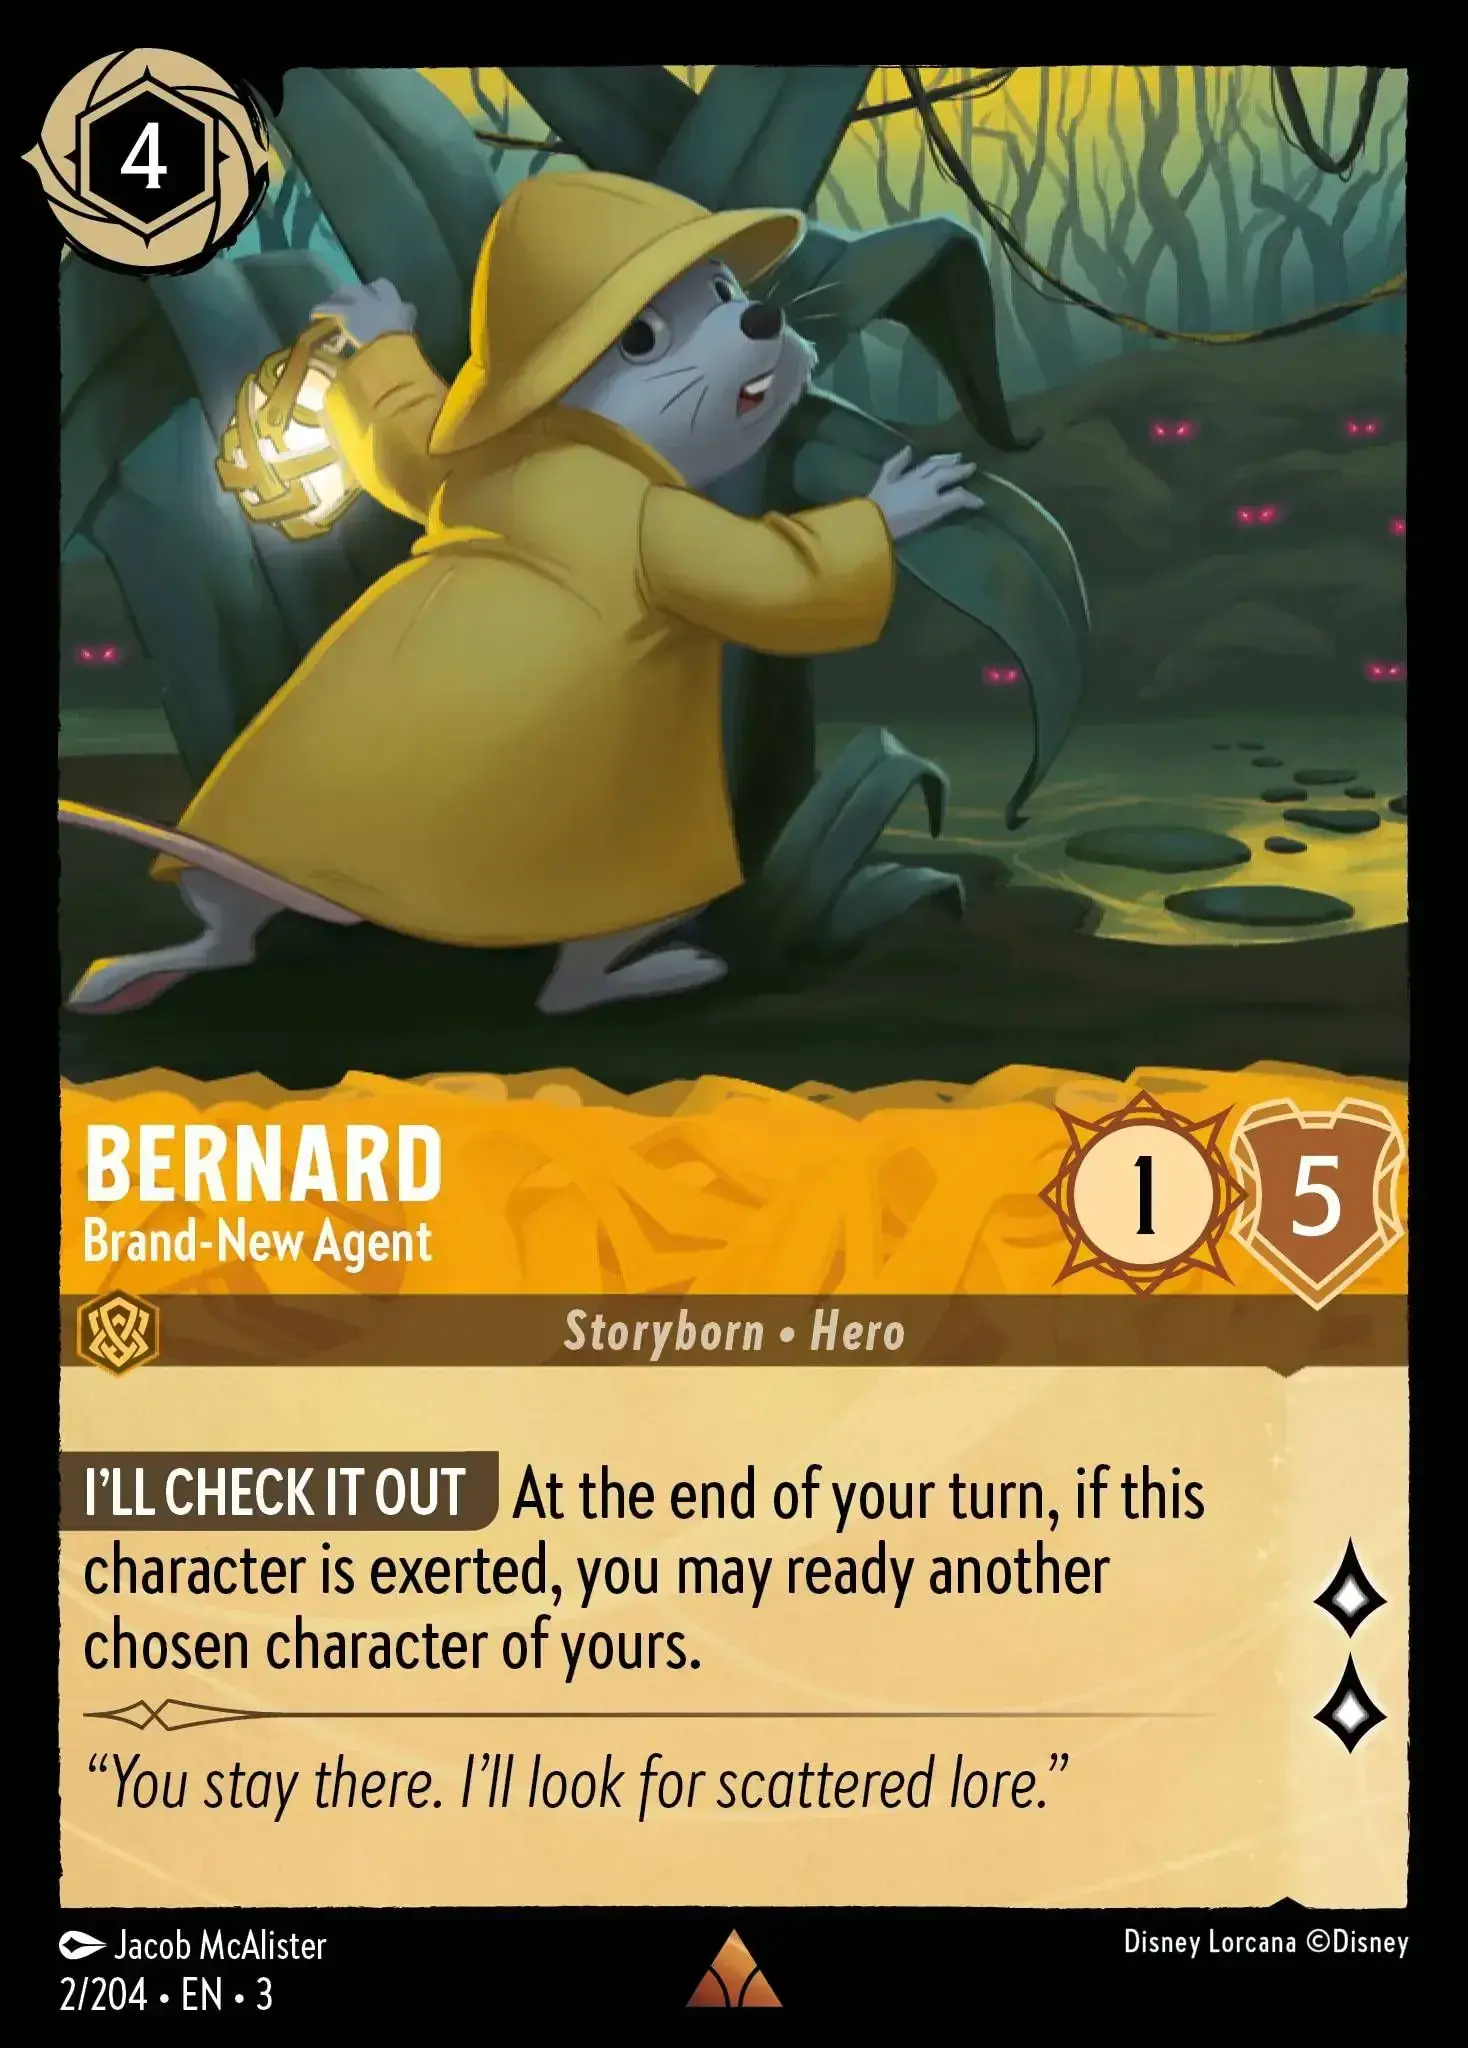 4
BERNARD
Brand-New Agent
1
5
Storyborn • Hero
I'LL CHECK IT OUT At the end of your turn, if this
character is exerted, you may ready another
chosen character of yours.
“You stay there. I'll look for scattered lore.”
Jacob McAlister
Disney Lorcana ©Disney
2/204 • EN • 3